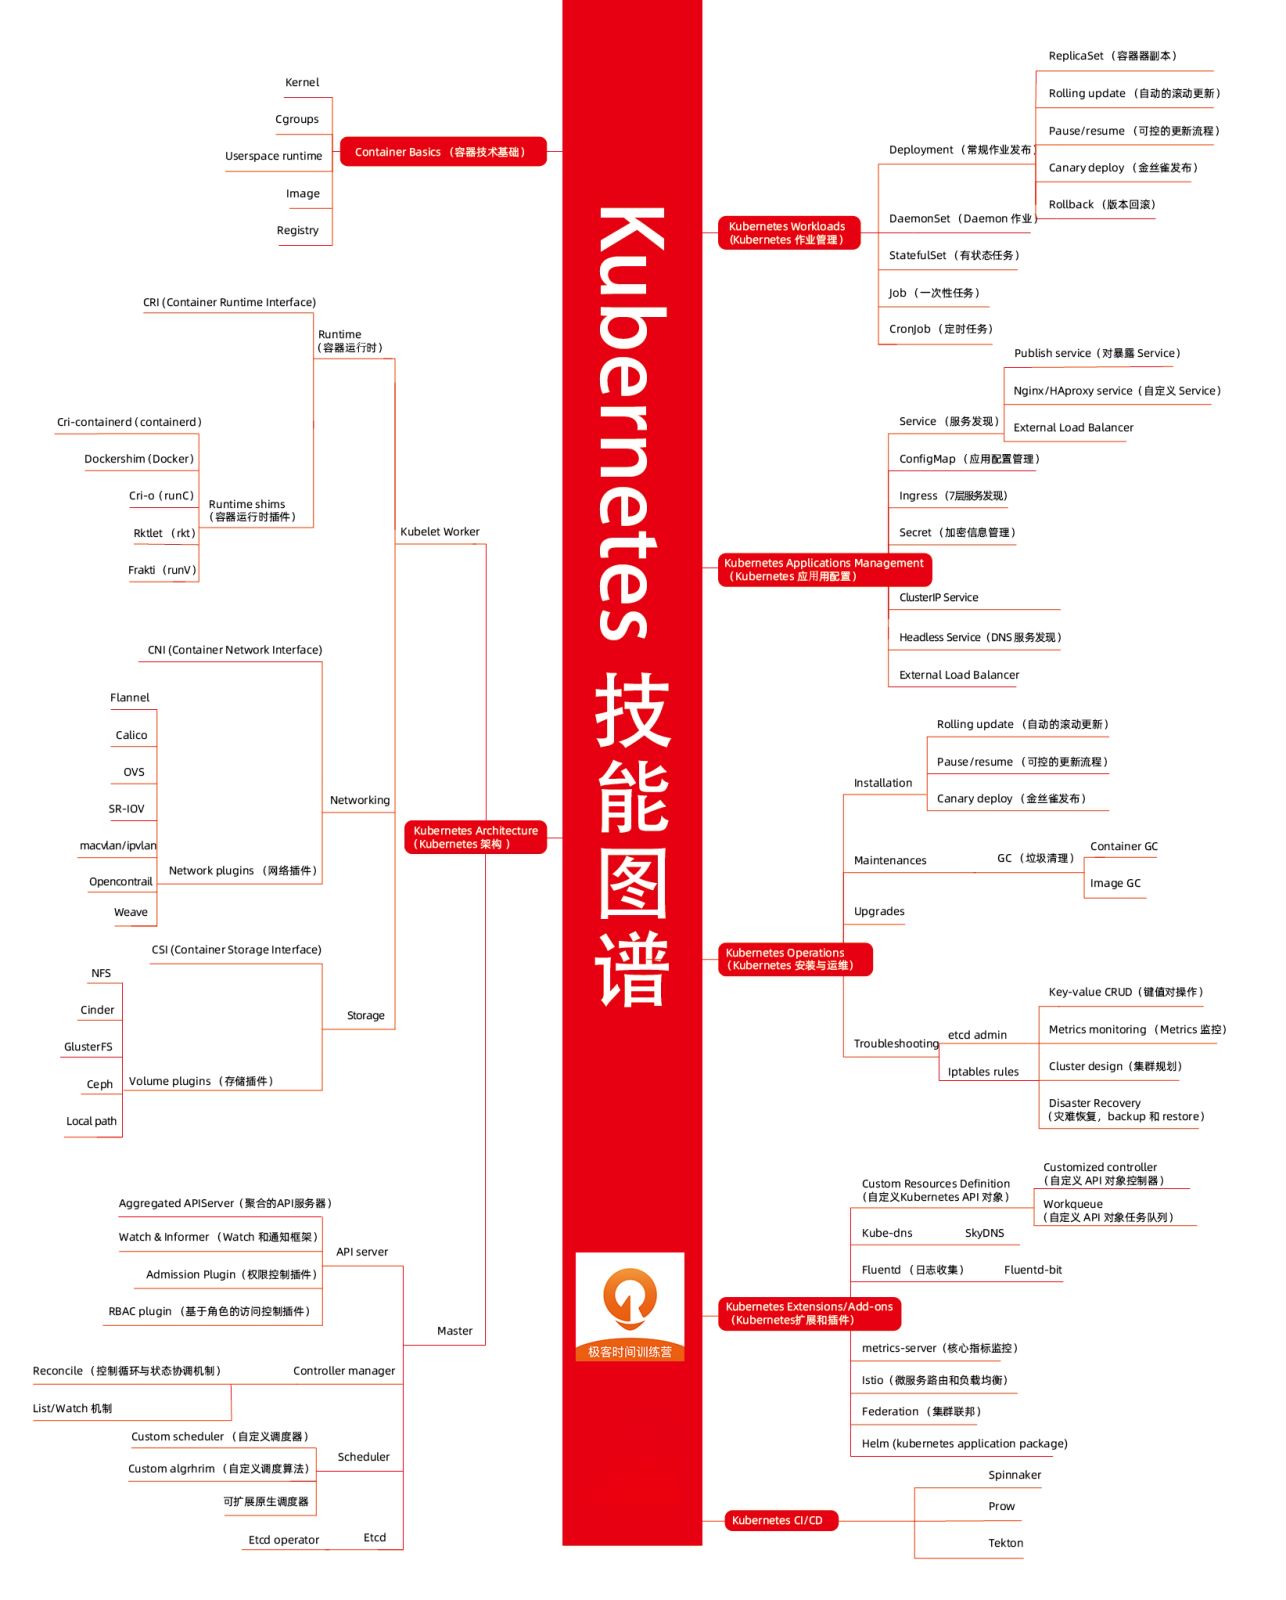 Kubernetes 技能图谱
极客时间训练营
Container Basics（容器技术基础）
Kernel
Cgroups
Userspace runtime
Image
Registry
Kubernetes Architecture
(Kubernetes 架构 ）
Kubelet Worker
Runtime
（容器运行时）
CRI (Container Runtime Interface)
Runtime shims
（容器运行时插件）
Cri-containerd (containerd)
Dockershim (Docker)
Cri-o（runC）
Rktlet （rkt）
Frakti（runV）
Networking
CNI (Container Network Interface)
Network plugins （网络插件）
Flannel
Calico
OVS
SR-IOV
macvlan/ipvlan
Opencontrail
Weave
Storage
CSI (Container Storage Interface)
Volume plugins （存储插件）
NFS
Cinder
GlusterFS
Ceph
Local path
Master
API server
Aggregated APIServer（聚合的API服务器）
Watch & Informer （Watch 和通知框架）
Admission Plugin（权限控制插件）
RBAC plugin （基于角色的访问控制插件）
Controller manager
Reconcile （控制循环与状态协调机制）
List/Watch 机制
Scheduler
Custom scheduler （自定义调度器）
Custom algrhrim （自定义调度算法）
可扩展原生调度器
Etcd
Etcd operator
Kubernetes Workloads
(Kubernetes 作业管理）
Deployment（常规作业发布）
ReplicaSet（容器器副本）
Rolling update （自动的滚动更新）
Pause/resume （可控的更新流程）
Canary deploy （金丝雀发布）
Rollback （版本回滚）
DaemonSet（Daemon 作业）
StatefulSet（有状态任务）
Job（一次性任务）
CronJob（定时任务）
Kubernetes Applications Management
（Kubernetes 应用用配置）
Service（服务发现）
Publish service（对暴露 Service）
Nginx/HAproxy service（自定义 Service）
External Load Balancer
ConfigMap （应用配置管理）
Ingress（7层服务发现）
Secret（加密信息管理）
ClusterIP Service
Headless Service（DNS 服务发现）
External Load Balancer
Kubernetes Operations
（Kubernetes 安装与运维）
Installation
Rolling update （自动的滚动更新）
Pause/resume （可控的更新流程）
Canary deploy （金丝雀发布）
Maintenances
GC（垃圾清理）
Container GC
Image GC
Upgrades
Troubleshooting
etcd admin
Iptables rules
Key-value CRUD（键值对操作）
Metrics monitoring （Metrics 监控）
Cluster design（集群规划）
Disaster Recovery
（灾难恢复，backup 和 restore）
Kubernetes Extensions/Add-ons
（Kubernetes扩展和插件）
Custom Resources Definition
（自定义Kubernetes API 对象）
Customized controller
（自定义 API 对象控制器）
Workqueue
（自定义 API 对象任务队列）
Kube-dns
SkyDNS
Fluentd（日志收集）
Fluentd-bit
metrics-server（核心指标监控）
Istio（微服务路由和负载均衡）
Federation（集群联邦）
Helm (kubernetes application package)
Kubernetes CI/CD
Spinnaker
Prow
Tekton